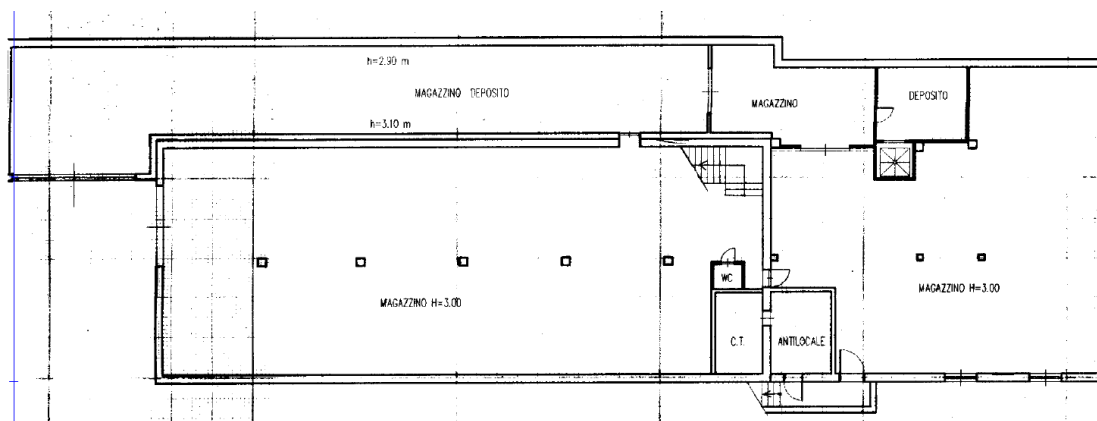 h=2.90 m
MAGAZZINO DEPOSITO
h=3.10 m
MAGAZZINO
DEPOSITO
WC
MAGAZZINO H=3.00
MAGAZZINO H=3.00
C.T.
ANTILOCALE